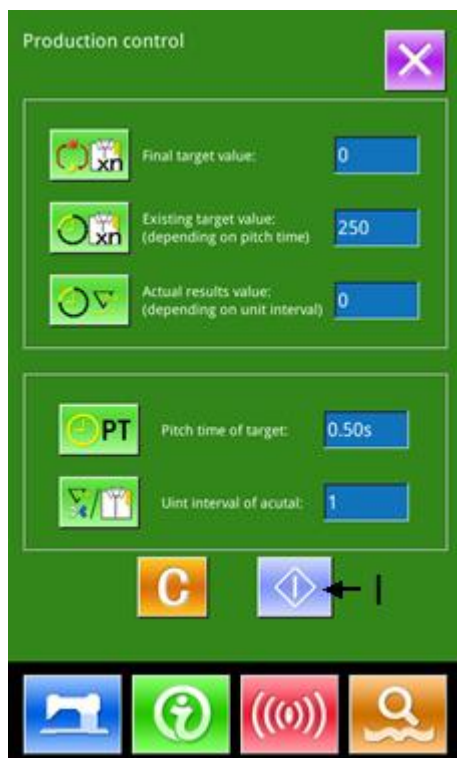 Production control
xn
Final target value:
0
xn
Existing target value:
(depending on pitch time)
250
Actual results value:
(depending on unit interval)
0
PT
Pitch time of target:
0.50s
Uint interval of acutal:
1
C
I